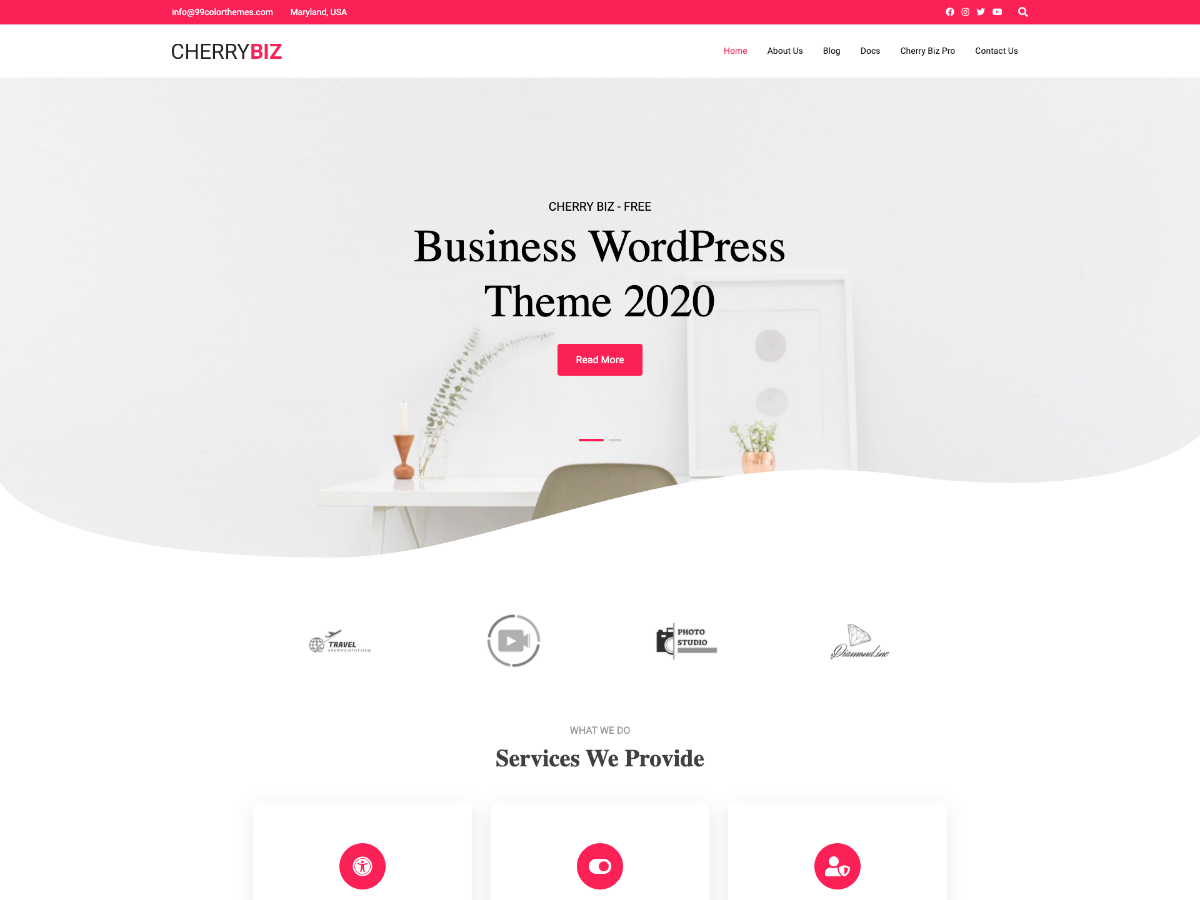 info@99colorthemes.com Maryland, USA
CHERRYBIZ
Home About Us Blog Docs Cherry Biz Pro Contact Us
CHERRY BIZ - FREE
Business WordPress
Theme 2020
Read More
TRAVEL
PHOTO
STUDIO
Diamond.inc
WHAT WE DO
Services We Provide